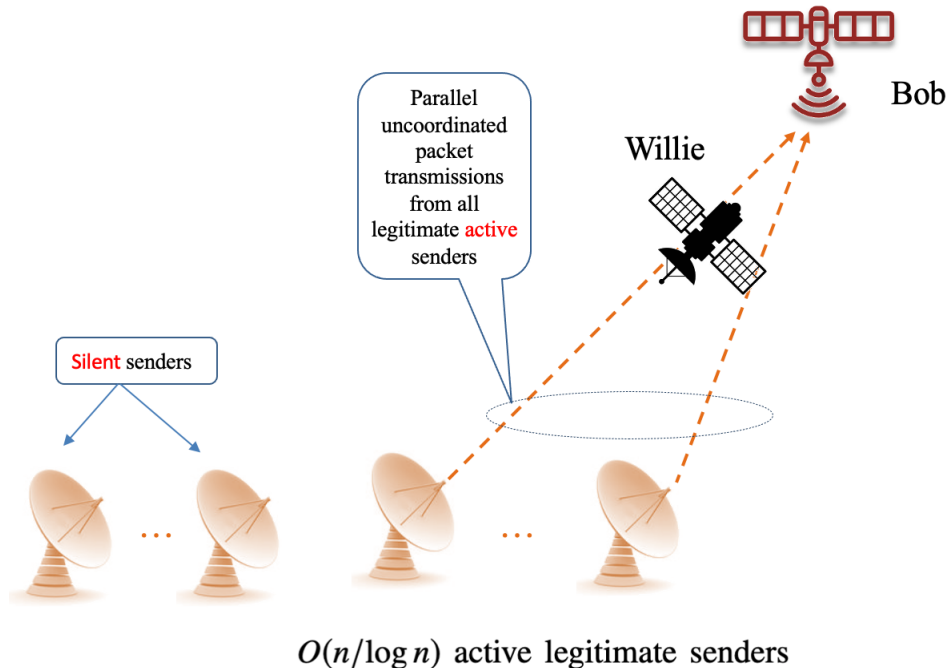 Bob
Parallel
uncoordinated
packet
transmissions
from all
legitimate active
senders
Willie
Silent senders
...
...
O(n/log n) active legitimate senders